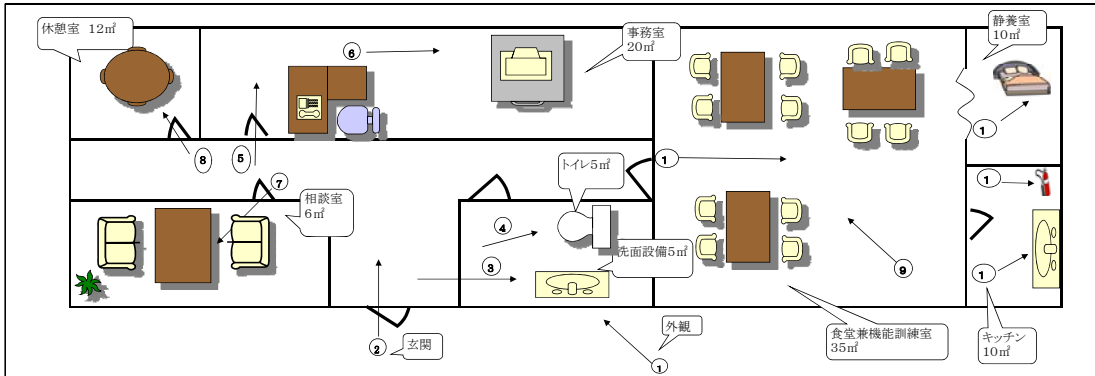 休憩室 12㎡
⑥
事務室
20㎡
静養室
10㎡
1
⑧
⑤
⑦
相談室
6㎡
トイレ5㎡
1
1
④
洗面設備5㎡
③
⑨
1
②
玄関
外観
1
食堂兼機能訓練室
35㎡
キッチン
10㎡